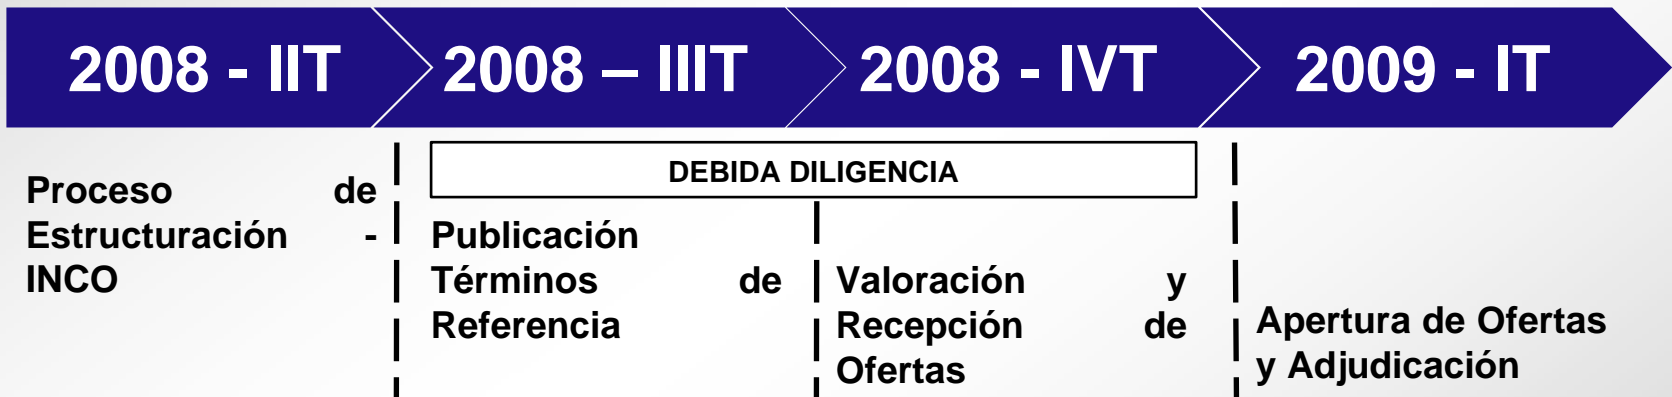 2008 - IIT
2008 – IIIT
2008 - IVT
2009 - IT
DEBIDA DILIGENCIA
Proceso de
Estructuración -
INCO
Publicación
Términos de
Referencia
Valoración y
Recepción de
Ofertas
Apertura de Ofertas
y Adjudicación